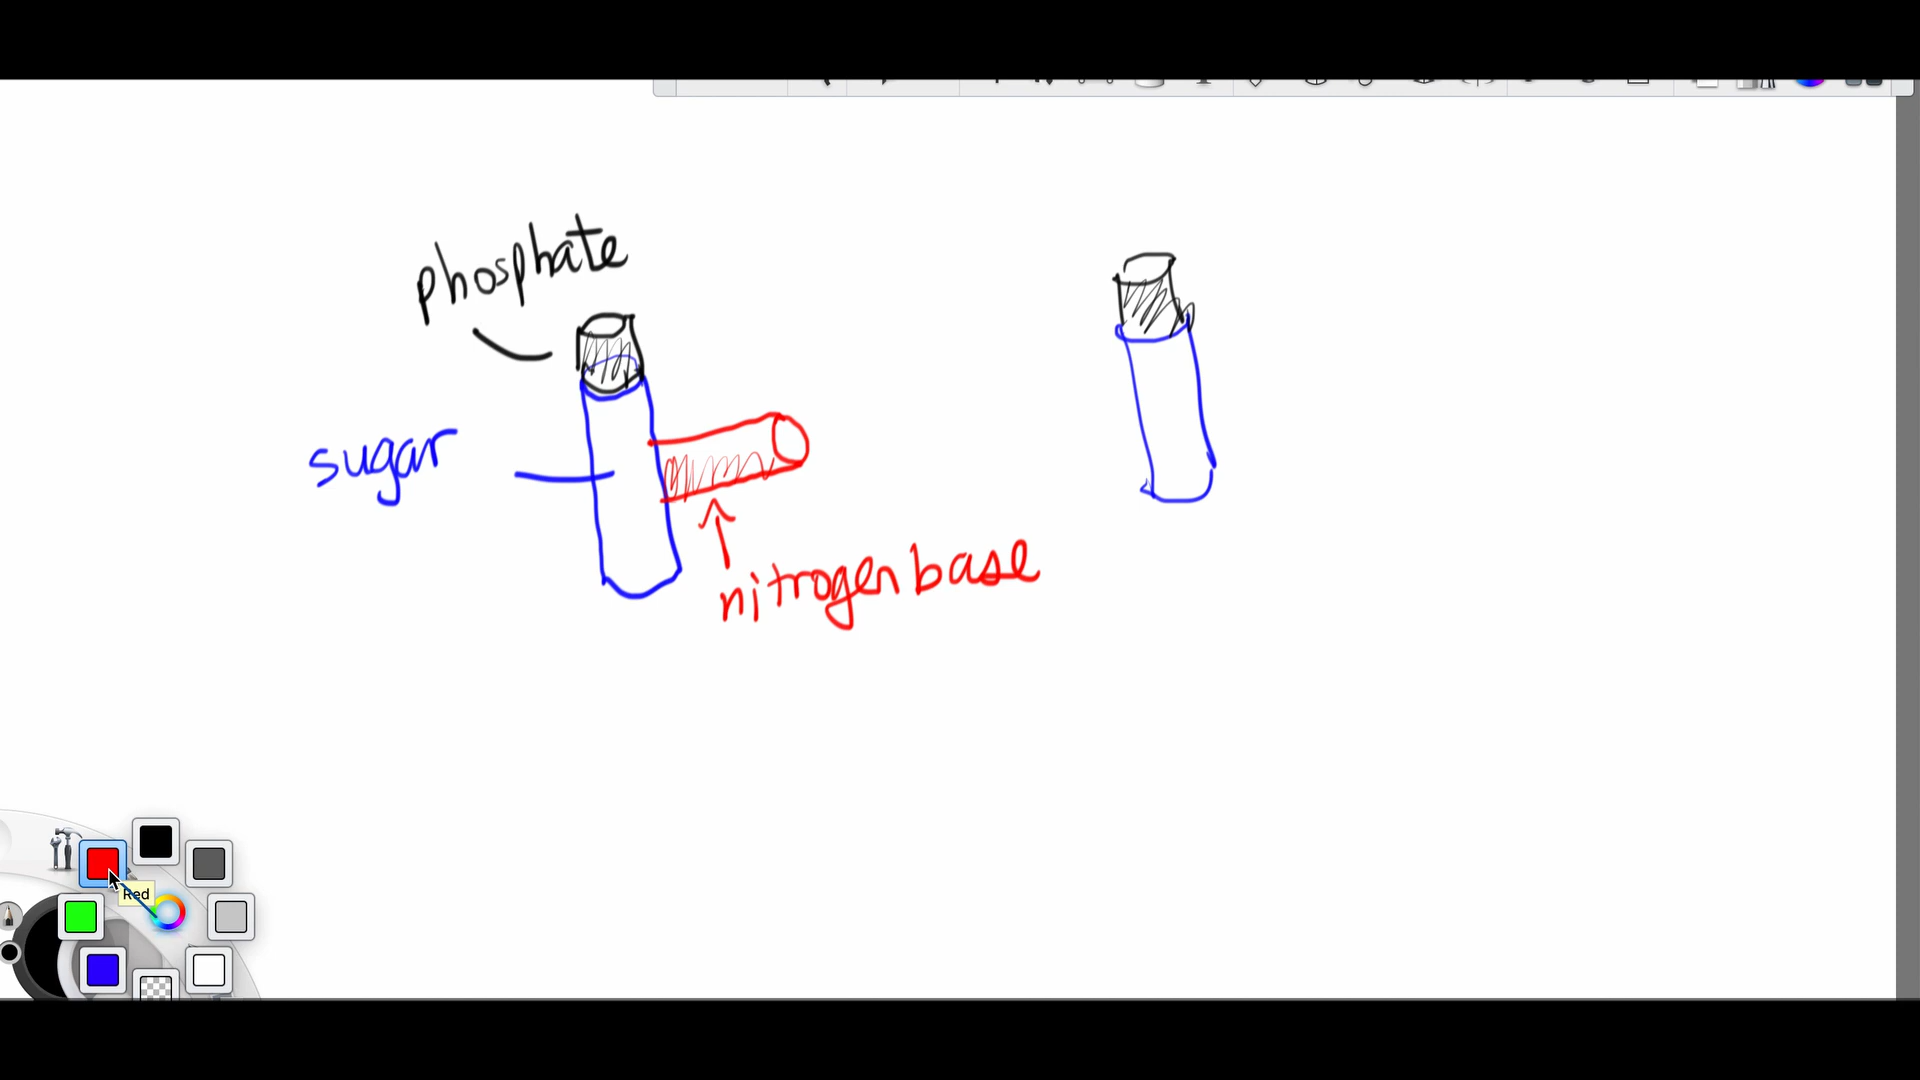 phosphate
sugar
nitrogen base
Red